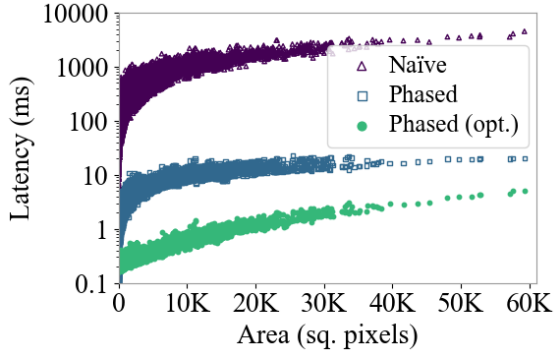 10000
1000
100
10
1
0.1
Latency (ms)
Naïve
Phased
Phased (opt.)
0 10K 20K 30K 40K 50K 60K
Area (sq. pixels)